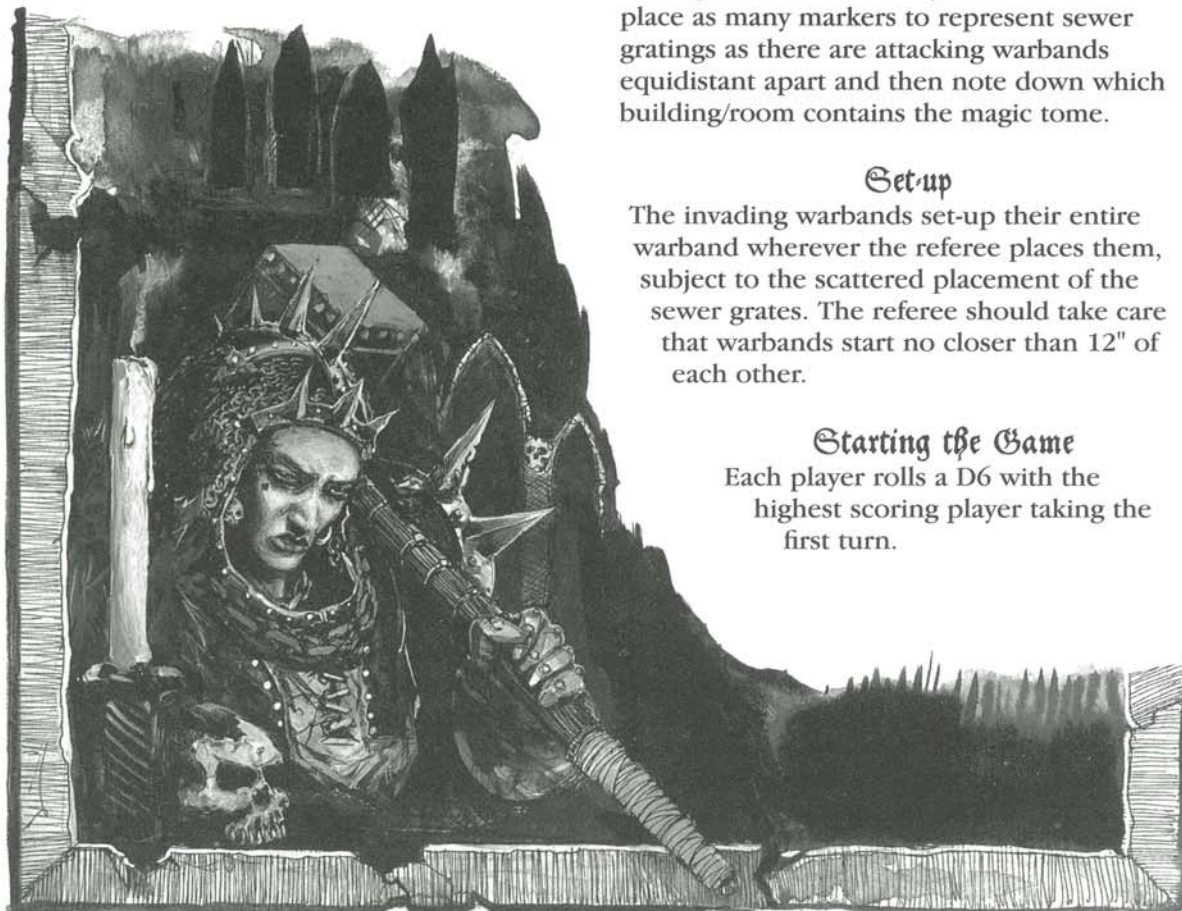 place as many markers to represent sewer
gratings as there are attacking warbands
equidistant apart and then note down which
building/room contains the magic tome.
Set-up
The invading warbands set-up their entire
warband wherever the referee places them,
subject to the scattered placement of the
sewer grates. The referee should take care
that warbands start no closer than 12" of
each other.
Starting the Game
Each player rolls a D6 with the
highest scoring player taking the
first turn.